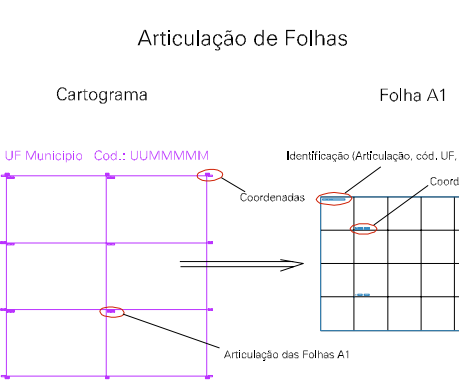 Articulação de Folhas
Cartograma
Folha A1
UF Municipio Cod.: UUMMMMM
Identificação (Articulação, cód. UF,
Coord
Coordenadas
Articulação das Folhas A1